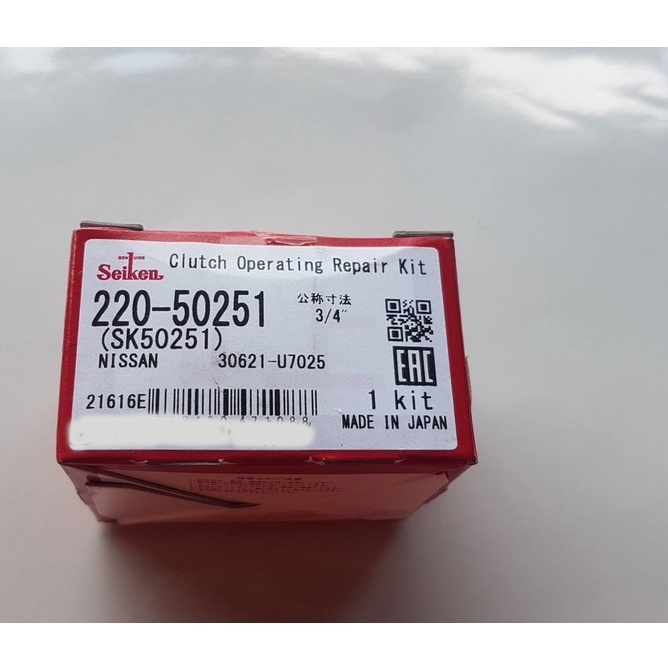 GENUINE
Seiken
Clutch Operating Repair Kit
220-50251
(SK50251)
公称寸法
3/4"
NISSAN 30621-U7025
EAC
21616E
1 kit
MADE IN JAPAN